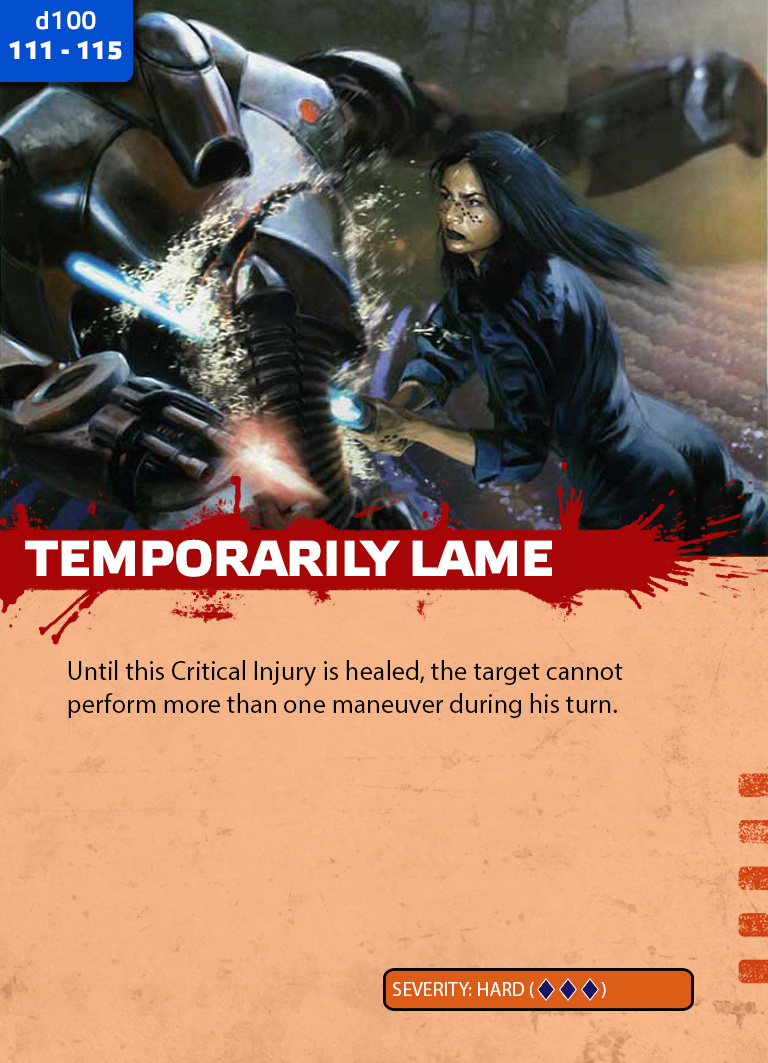 d100
111 - 115
TEMPORARILY LAME
Until this Critical Injury is healed, the target cannot
perform more than one maneuver during his turn.
SEVERITY: HARD (♦♦♦)